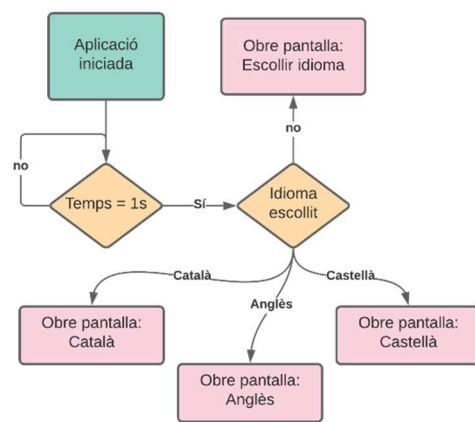 Aplicació
iniciada
Obre pantalla:
Escollir idioma
no
no
Temps = 1s
Sí
Idioma
escollit
Català
Castellà
Anglès
Obre pantalla:
Català
Obre pantalla:
Castellà
Obre pantalla:
Anglès